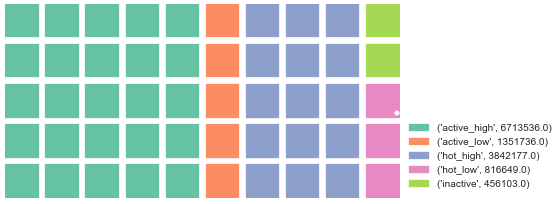 ('active_high', 6713536.0)
('active_low', 1351736.0)
('hot_high', 3842177.0)
('hot_low', 816649.0)
('inactive', 456103.0)